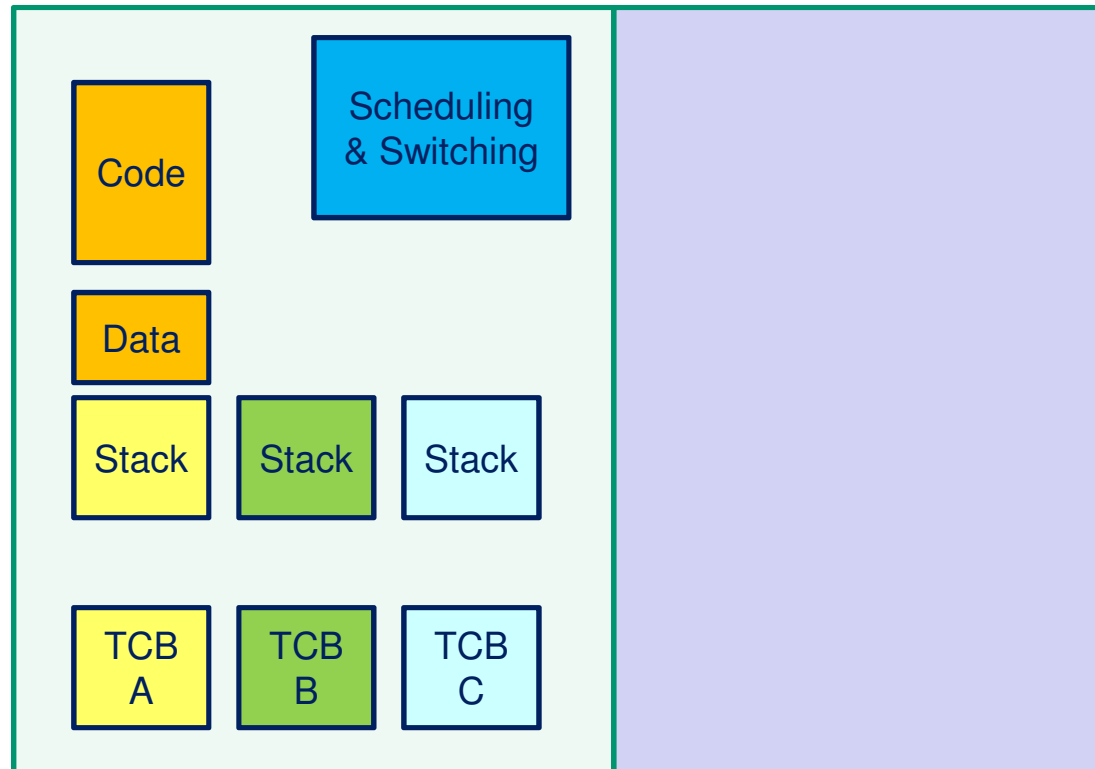 Scheduling
& Switching
Code
Data
Stack
Stack
Stack
TCB
A
TCB
B
TCB
C